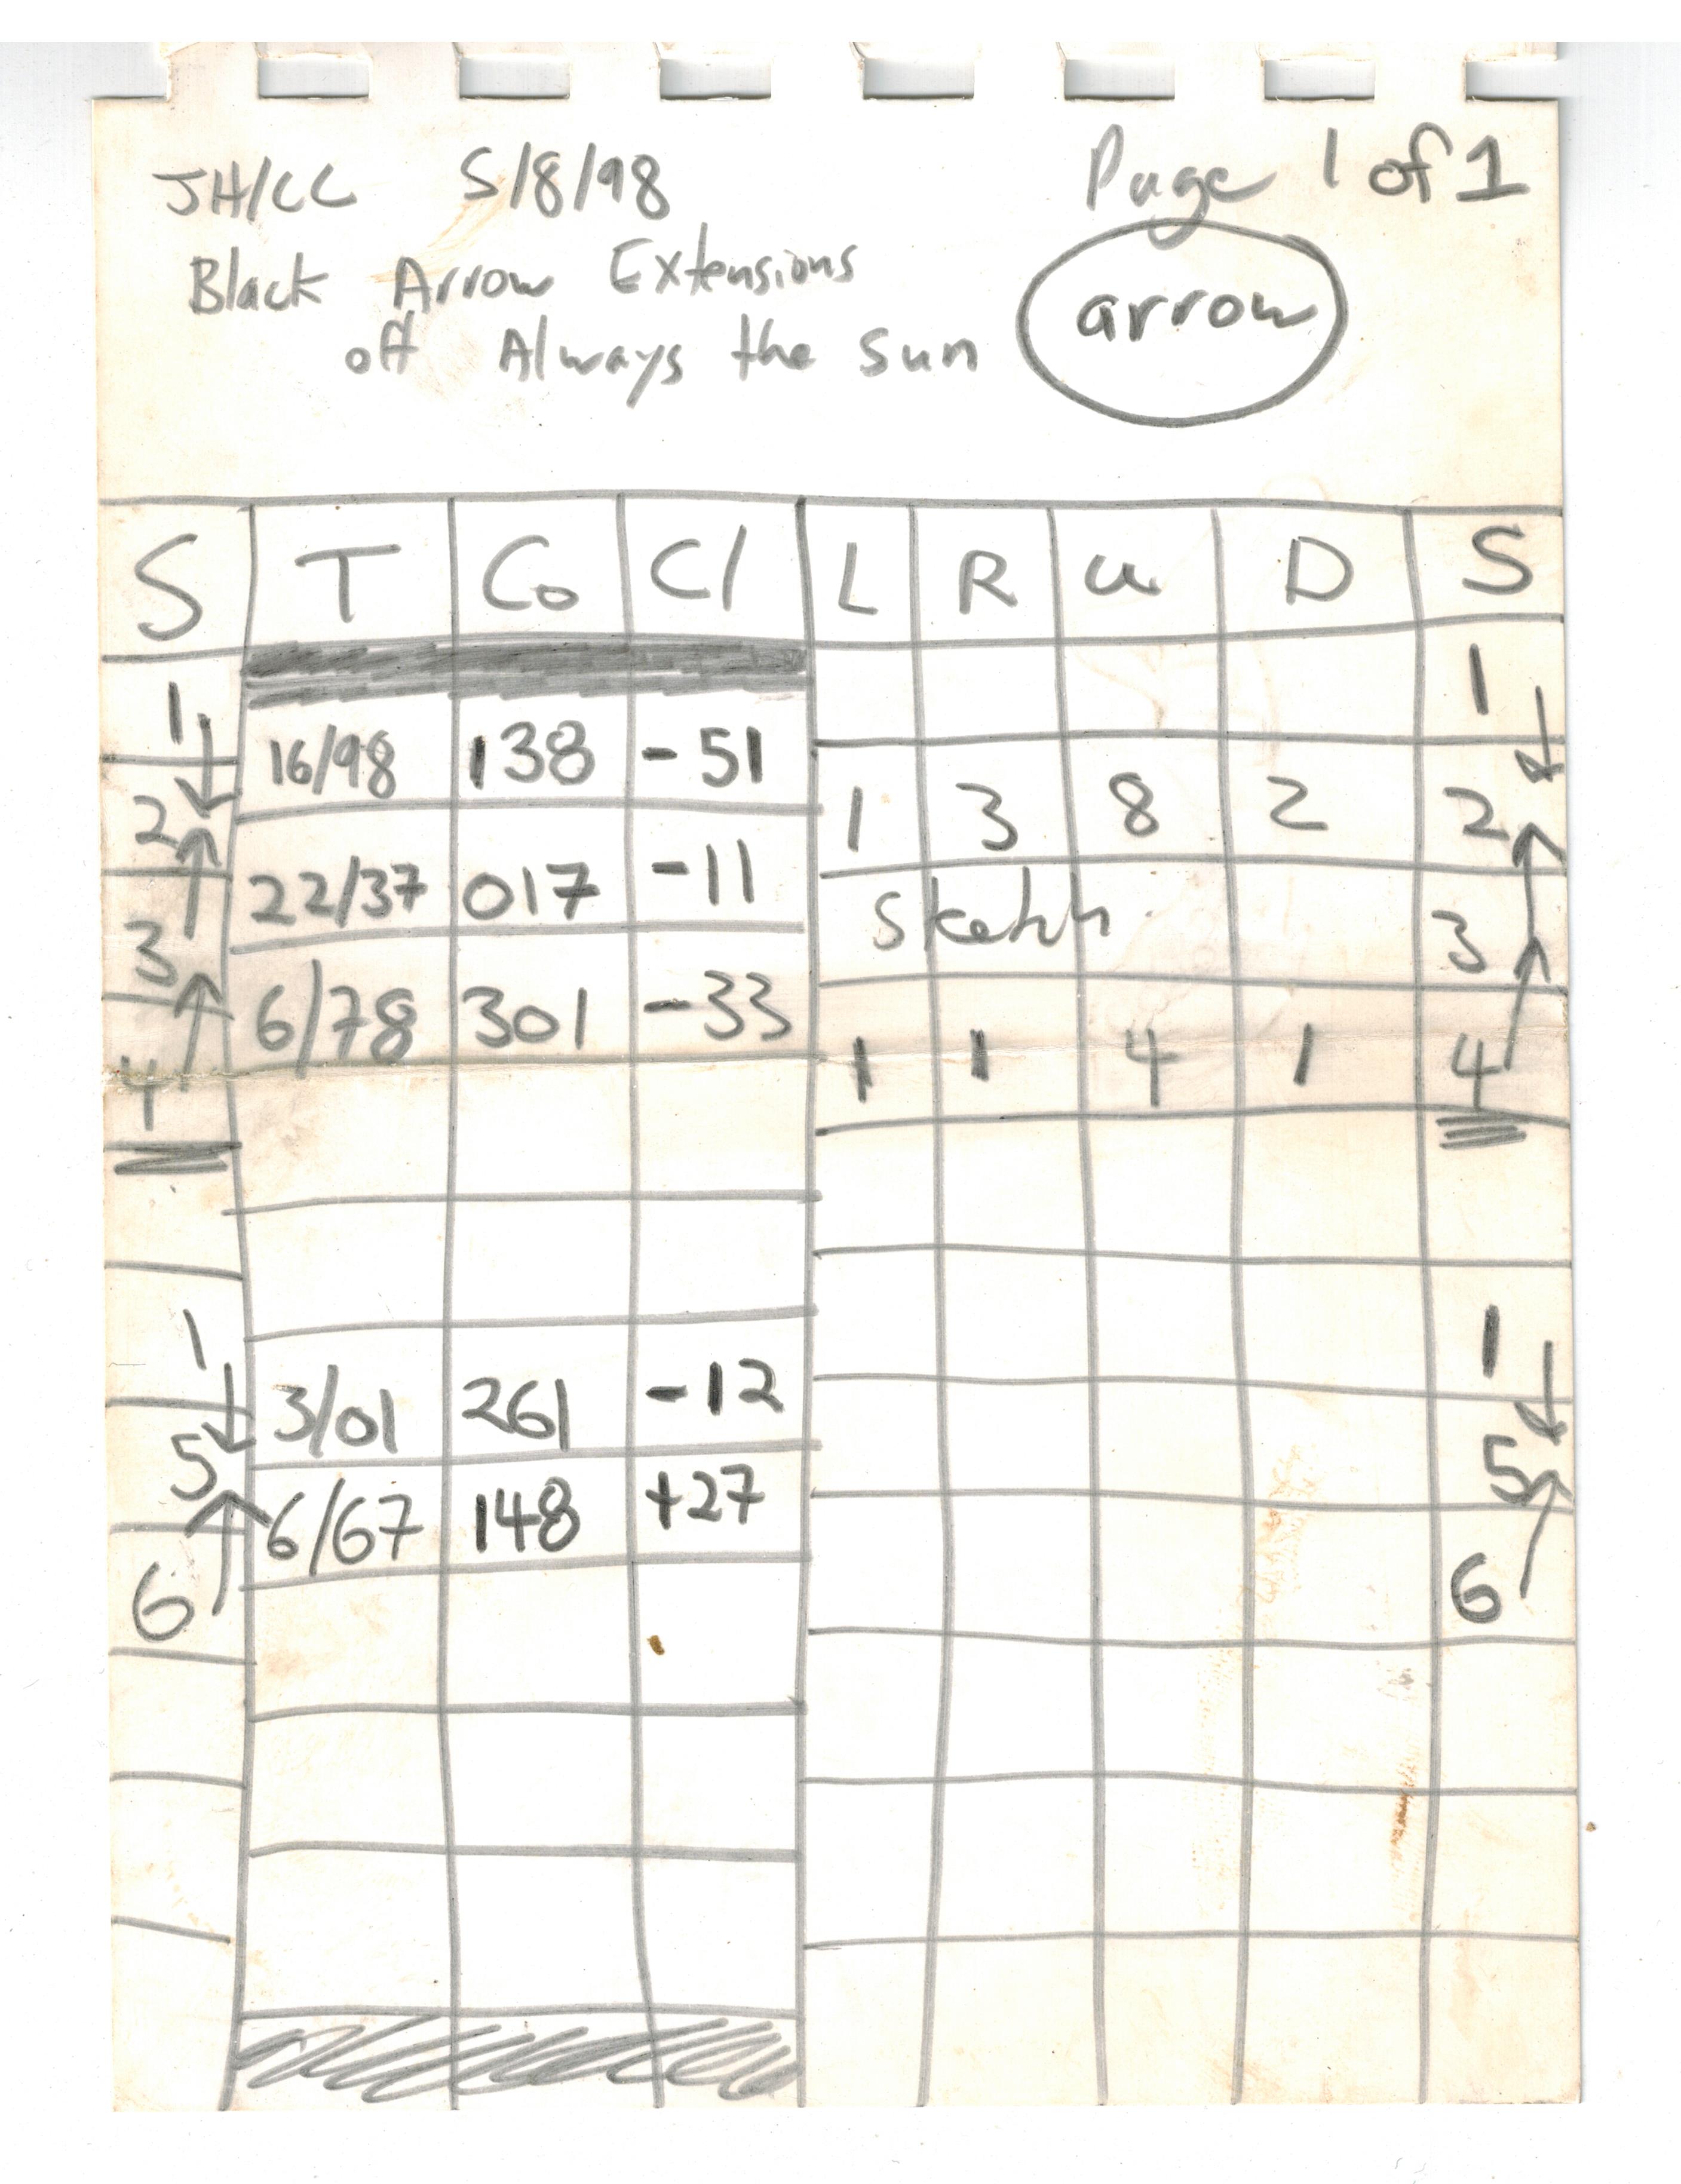 JH/CC 5/8/98 Page 1 of 1
Black Arrow Extensions
off Always the Sun arrow
S T Co Cl L R U D S
1 1
16/98 138 -51
2 1 3 8 2 2
22/37 017 -11
3 Sketch 3
6/78 301 -33
4 1 1 4 1 4
1 1
3/01 261 -12
5 5
6/67 148 +27
6 6